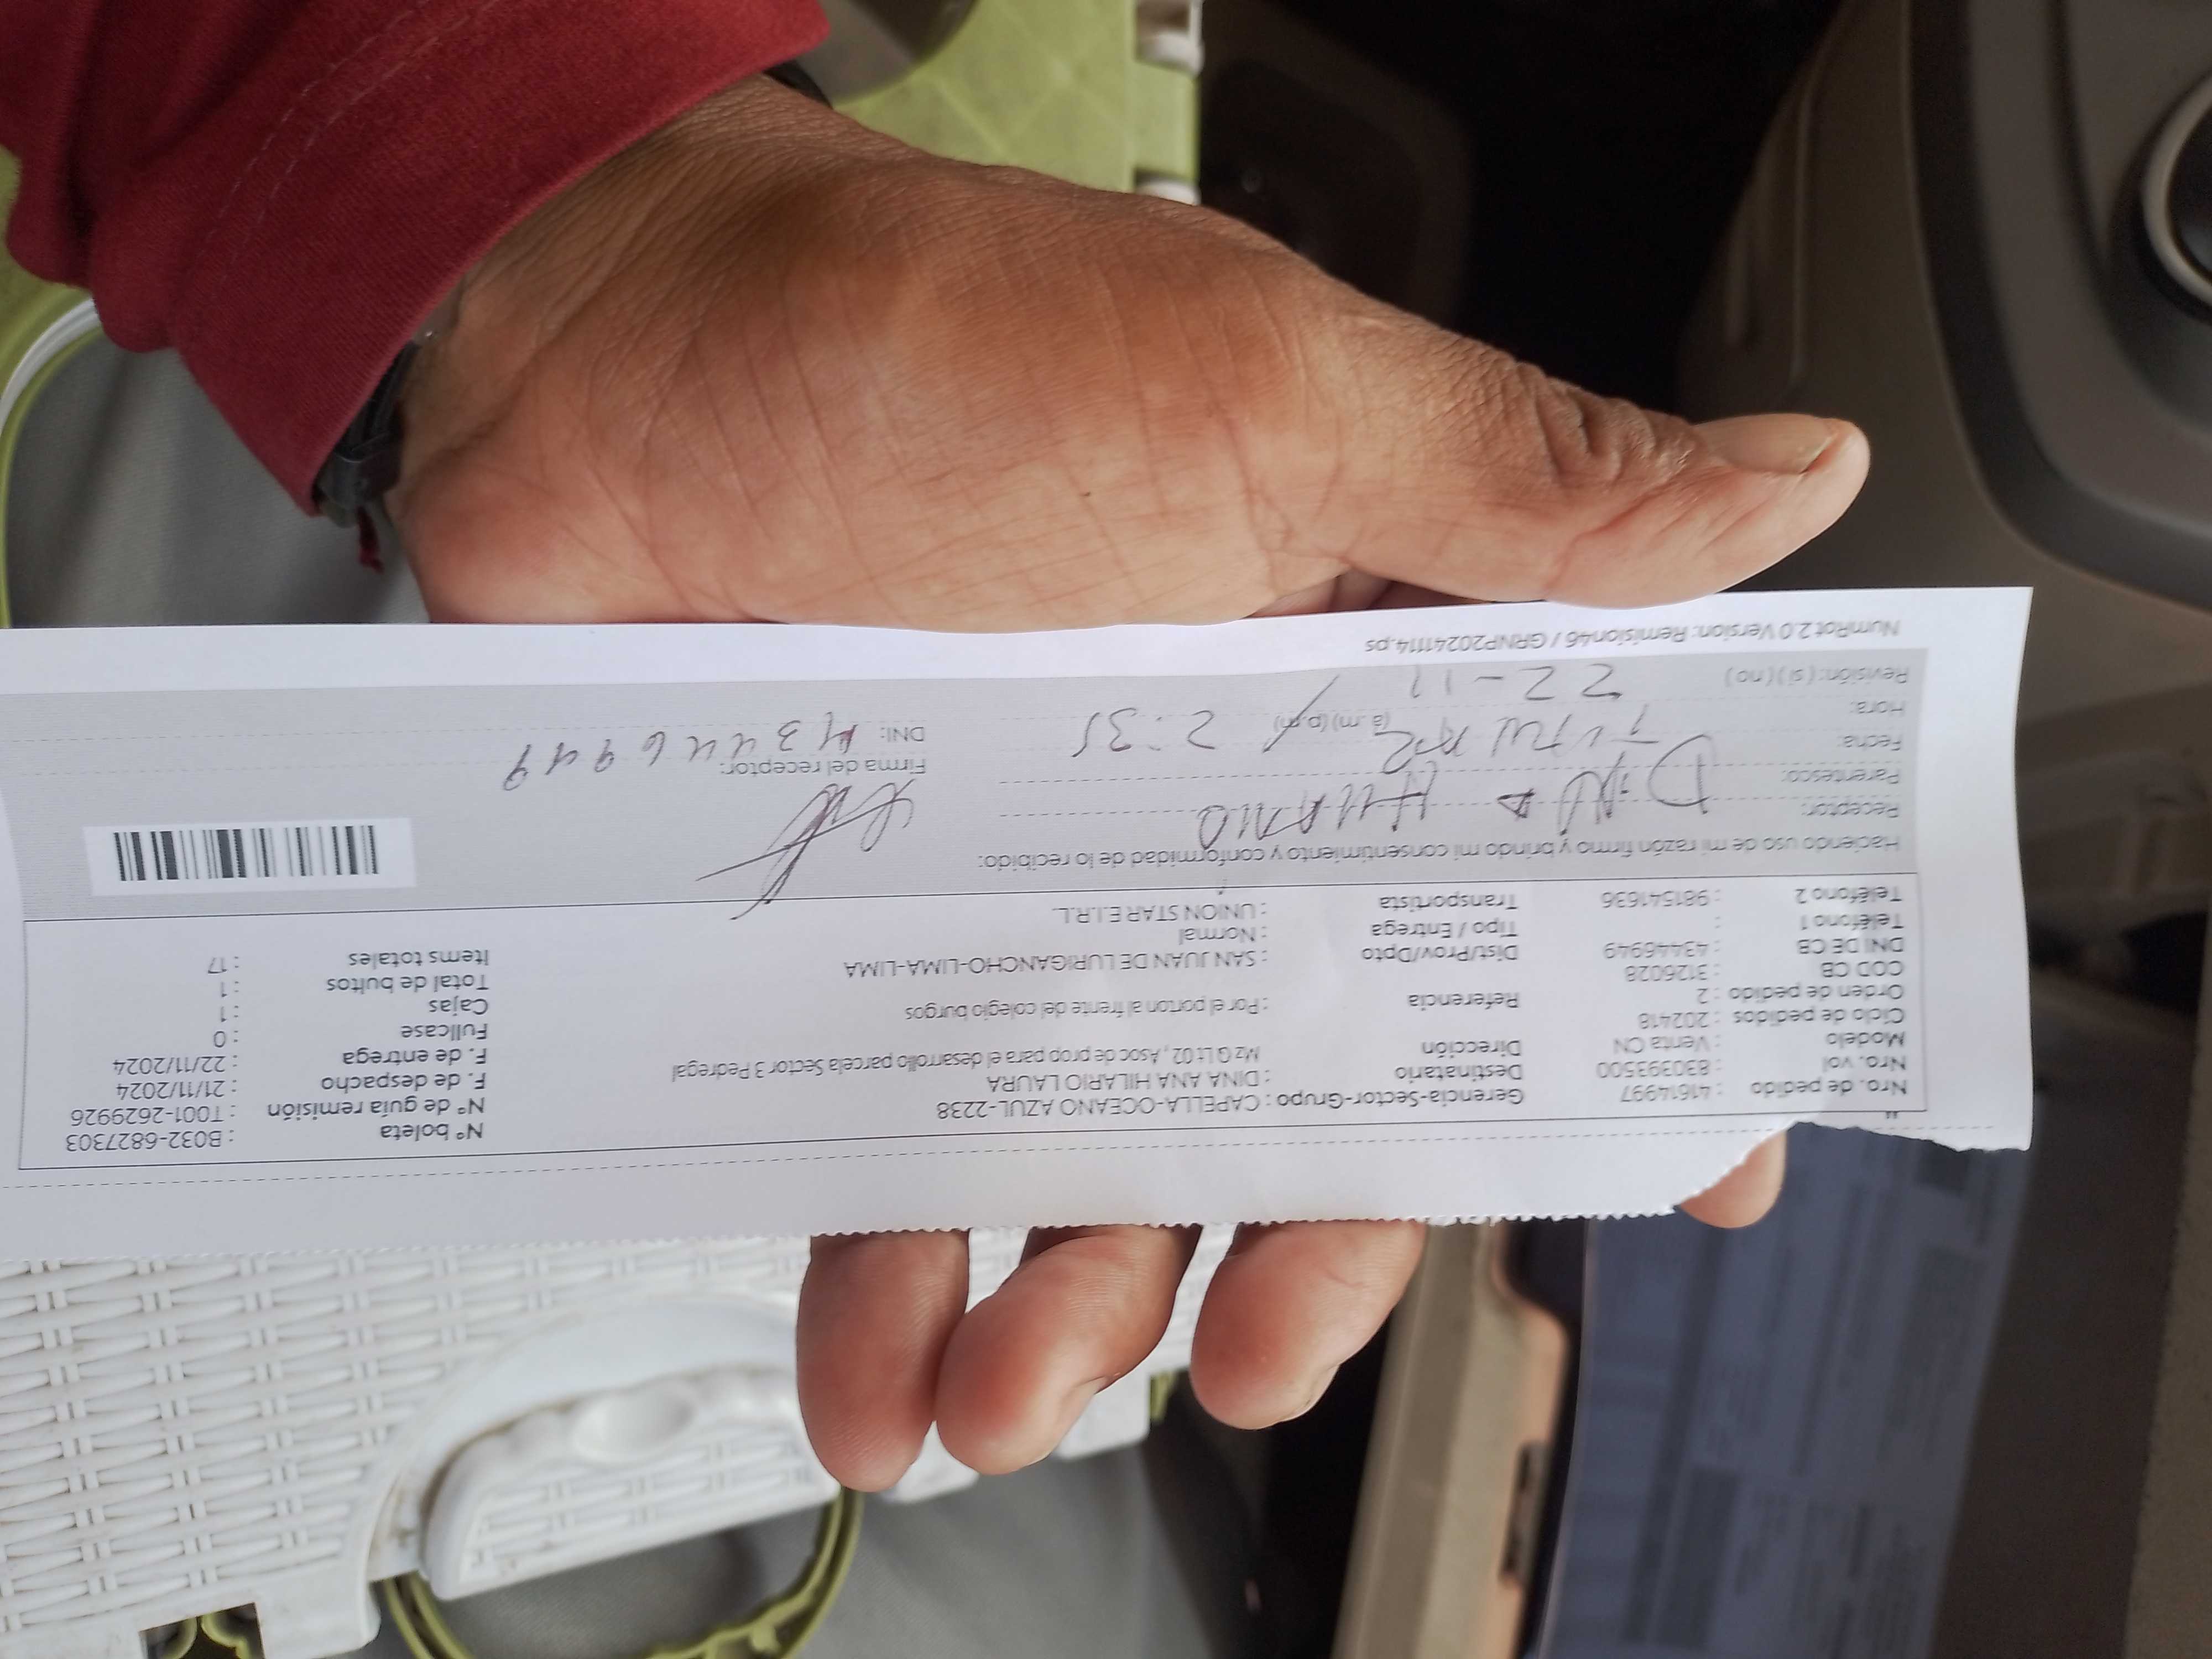 Nro. de pedido : 41614997 Gerencia-Sector-Grupo : CAPELLA-OCEANO AZUL-2238 N° boleta : B032-6827303
Nro. vol : 830393500 Destinatario : DINA ANA HILARIO LAURA N° de guía remisión : T001-2629926
Modelo : Venta CN Dirección Mz Q Lt 02 , Asoc de prop para el desarrollo parcela Sector 3 Pedregal F. de despacho : 21/11/2024
Ciclo de pedidos : 202418 F. de entrega : 22/11/2024
Orden de pedido : 2 Referencia : Por el porton al frente del colegio burgos Fullcase : 0
COD CB : 3126028 Cajas : 1
DNI DE CB : 43446949 Dist/Prov/Dpto : SAN JUAN DE LURIGANCHO-LIMA-LIMA Total de bultos : 1
Teléfono 1 : Tipo / Entrega : Normal Items totales : 17
Teléfono 2 : 981541636 Transportista : UNION STAR E.I.R.L.
Haciendo uso de mi razón firmo y brindo mi consentimiento y conformidad de lo recibido:
Receptor: DINA
Parentesco:
Fecha: Firma del receptor:
Hora: (a.m) (p.m) 2:35 DNI: 43446949
Revisión: ( si ) ( no ) 22-11
NumRot 2.0 Version: Remision46 / GRNP20241114.ps